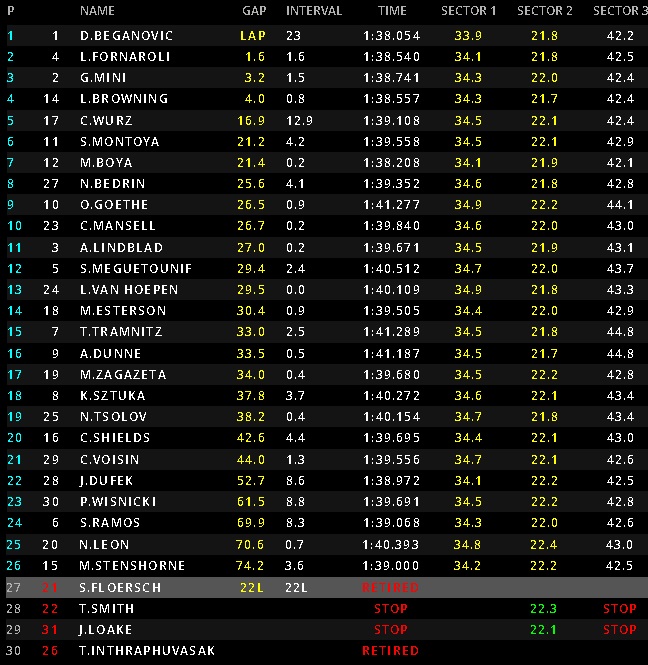 P NAME GAP INTERVAL TIME SECTOR 1 SECTOR 2 SECTOR 3
1 1 D.BEGANOVIC LAP 23 1:38.054 33.9 21.8 42.2
2 4 L.FORNAROLI 1.6 1.6 1:38.540 34.1 21.8 42.5
3 2 G.MINI 3.2 1.5 1:38.741 34.3 22.0 42.4
4 14 L.BROWNING 4.0 0.8 1:38.557 34.3 21.7 42.4
5 17 C.WURZ 16.9 12.9 1:39.108 34.5 22.1 42.4
6 11 S.MONTOYA 21.2 4.2 1:39.558 34.5 22.1 42.9
7 12 M.BOYA 21.4 0.2 1:38.208 34.1 21.9 42.1
8 27 N.BEDRIN 25.6 4.1 1:39.352 34.6 21.8 42.8
9 10 O.GOETHE 26.5 0.9 1:41.277 34.9 22.2 44.1
10 23 C.MANSELL 26.7 0.2 1:39.840 34.6 22.0 43.0
11 3 A.LINDBLAD 27.0 0.2 1:39.671 34.5 21.9 43.1
12 5 S.MEGUETOUNIF 29.4 2.4 1:40.512 34.7 22.0 43.7
13 24 L.VAN HOEPEN 29.5 0.0 1:40.109 34.9 21.8 43.3
14 18 M.ESTERSON 30.4 0.9 1:39.505 34.4 22.0 42.9
15 7 T.TRAMNITZ 33.0 2.5 1:41.289 34.5 21.8 44.8
16 9 A.DUNNE 33.5 0.5 1:41.187 34.5 21.7 44.8
17 19 M.ZAGAZETA 34.0 0.4 1:39.680 34.5 22.2 42.8
18 8 K.SZTUKA 37.8 3.7 1:40.272 34.6 22.1 43.4
19 25 N.TSOLOV 38.2 0.4 1:40.154 34.7 21.8 43.4
20 16 C.SHIELDS 42.6 4.4 1:39.695 34.4 22.1 43.0
21 29 C.VOISIN 44.0 1.3 1:39.556 34.7 22.1 42.6
22 28 J.DUFEK 52.7 8.6 1:38.972 34.1 22.2 42.5
23 30 P.WISNICKI 61.5 8.8 1:39.691 34.5 22.2 42.8
24 6 S.RAMOS 69.9 8.3 1:39.068 34.3 22.0 42.6
25 20 N.LEON 70.6 0.7 1:40.393 34.8 22.4 43.0
26 15 M.STENSHORNE 74.2 3.6 1:39.000 34.2 22.2 42.5
27 21 S.FLOERSCH 22L 22L RETIRED
28 22 T.SMITH STOP 22.3 STOP
29 31 J.LOAKE STOP 22.1 STOP
30 26 T.INTHRAPHUVASAK RETIRED